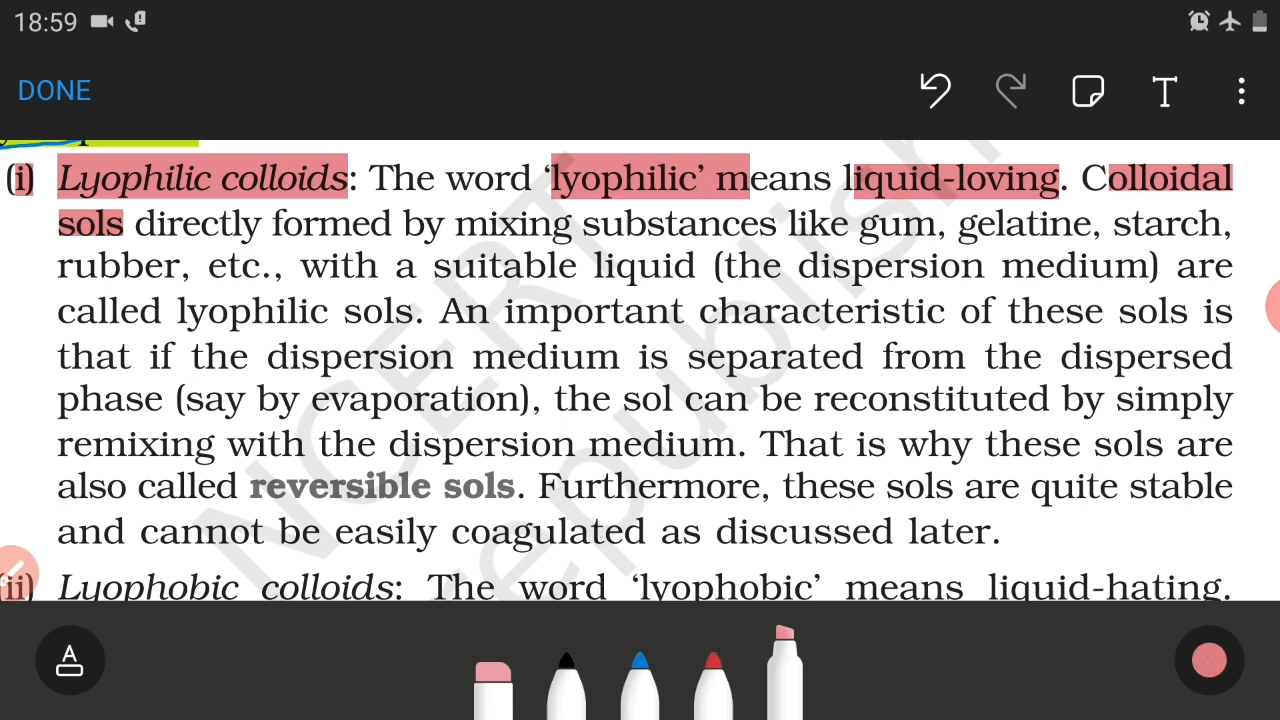 18:59
DONE
T
(i) Lyophilic colloids: The word ‘lyophilic’ means liquid-loving. Colloidal
sols directly formed by mixing substances like gum, gelatine, starch,
rubber, etc., with a suitable liquid (the dispersion medium) are
called lyophilic sols. An important characteristic of these sols is
that if the dispersion medium is separated from the dispersed
phase (say by evaporation), the sol can be reconstituted by simply
remixing with the dispersion medium. That is why these sols are
also called reversible sols. Furthermore, these sols are quite stable
and cannot be easily coagulated as discussed later.
(ii) Lyophobic colloids: The word ‘lyophobic’ means liquid-hating.
NCERT
republish
A